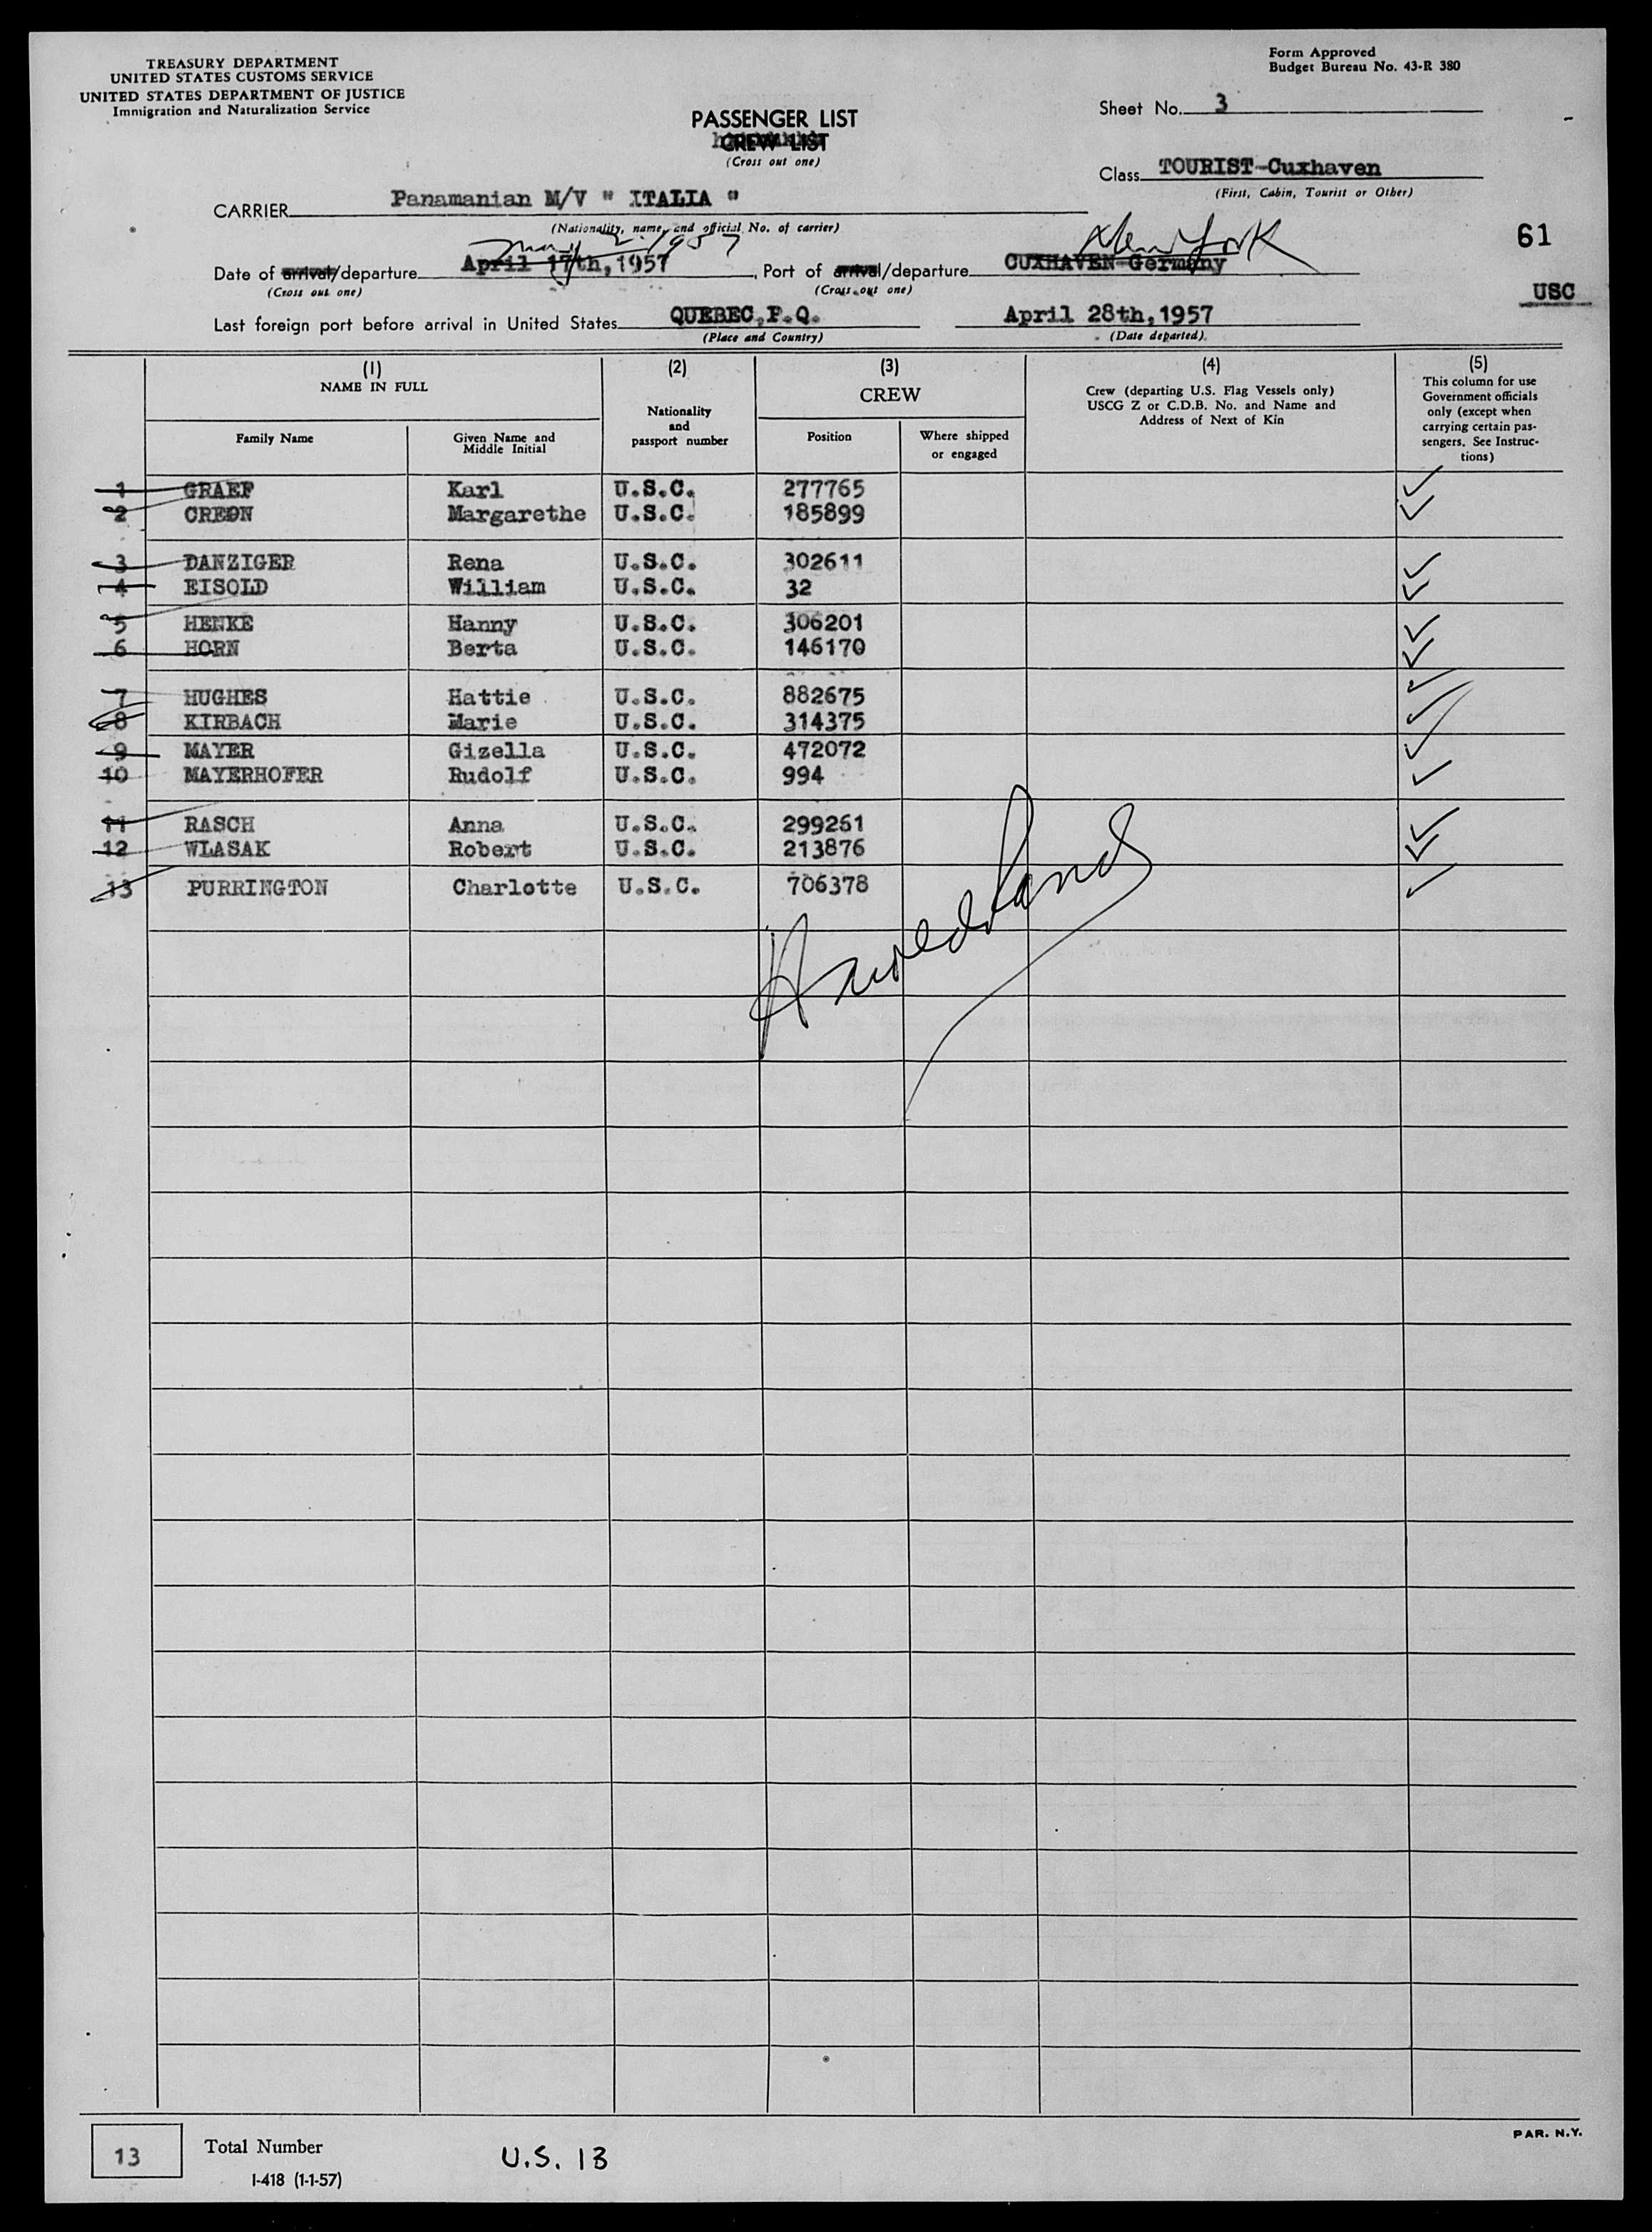 TREASURY DEPARTMENT
UNITED STATES CUSTOMS SERVICE
UNITED STATES DEPARTMENT OF JUSTICE
Immigration and Naturalization Service
Form Approved
Budget Bureau No. 43-R 380
PASSENGER LIST
CREW LIST
(Cross out one)
Sheet No. 3
Class TOURIST-Cuxhaven
(First, Cabin, Tourist or Other)
CARRIER Panamanian M/V " ITALIA "
(Nationality, name, and official No. of carrier)
May 2 1957
New York
61
Date of arrival/departure April 17th, 1957 , Port of arrival/departure CUXHAVEN-Germany
(Cross out one) (Cross out one)
USC
Last foreign port before arrival in United States QUEBEC, P.Q. April 28th, 1957
(Place and Country) (Date departed)
(1) (2) (3) (4) (5)
NAME IN FULL
Family Name
Given Name and
Middle Initial
Nationality
and
passport number
CREW
Position
Where shipped
or engaged
Crew (departing U.S. Flag Vessels only)
USCG Z or C.D.B. No. and Name and
Address of Next of Kin
This column for use
Government officials
only (except when
carrying certain pas-
sengers. See Instruc-
tions)
1 GRAEF Karl U.S.C. 277765
2 CREON Margarethe U.S.C. 185899
3 DANZIGER Rena U.S.C. 302611
4 EISOLD William U.S.C. 32
5 HENKE Hanny U.S.C. 306201
6 HORN Berta U.S.C. 146170
7 HUGHES Hattie U.S.C. 882675
8 KIRBACH Marie U.S.C. 314375
9 MAYER Gizella U.S.C. 472072
10 MAYERHOFER Rudolf U.S.C. 994
11 RASCH Anna U.S.C. 299261
12 WLASAK Robert U.S.C. 213876
13 PURRINGTON Charlotte U.S.C. 706378
13 Total Number U.S. 13
I-418 (1-1-57)
PAR. N.Y.